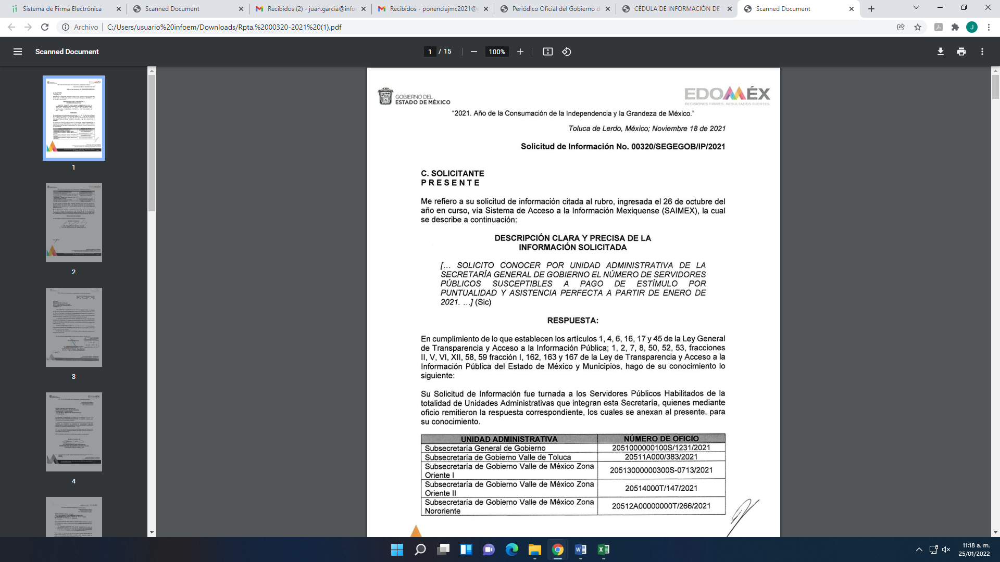 Sistema de Firma Electrónica
Scanned Document
Recibidos (2) - juan.garcia@info
Recibidos - ponenciajmc2021@g
Periódico Oficial del Gobierno d
CÉDULA DE INFORMACIÓN DE
Scanned Document
Archivo
C:/Users/usuario%20infoem/Downloads/Rpta.%2000320-2021%20(1).pdf
J
Scanned Document
1 / 15
100%
1
2
3
4
GOBIERNO DEL
ESTADO DE MÉXICO
EDOMÉX
DECISIONES FIRMES, RESULTADOS FUERTES.
"2021. Año de la Consumación de la Independencia y la Grandeza de México."
Toluca de Lerdo, México; Noviembre 18 de 2021
Solicitud de Información No. 00320/SEGEGOB/IP/2021
C. SOLICITANTE
P R E S E N T E
Me refiero a su solicitud de información citada al rubro, ingresada el 26 de octubre del
año en curso, vía Sistema de Acceso a la Información Mexiquense (SAIMEX), la cual
se describe a continuación:
DESCRIPCIÓN CLARA Y PRECISA DE LA
INFORMACIÓN SOLICITADA
[... SOLICITO CONOCER POR UNIDAD ADMINISTRATIVA DE LA
SECRETARÍA GENERAL DE GOBIERNO EL NÚMERO DE SERVIDORES
PÚBLICOS SUSCEPTIBLES A PAGO DE ESTÍMULO POR
PUNTUALIDAD Y ASISTENCIA PERFECTA A PARTIR DE ENERO DE
2021. ...] (Sic)
RESPUESTA:
En cumplimiento de lo que establecen los artículos 1, 4, 6, 16, 17 y 45 de la Ley General
de Transparencia y Acceso a la Información Pública; 1, 2, 7, 8, 50, 52, 53, fracciones
II, V, VI, XII, 58, 59 fracción I, 162, 163 y 167 de la Ley de Transparencia y Acceso a la
Información Pública del Estado de México y Municipios, hago de su conocimiento lo
siguiente:
Su Solicitud de Información fue turnada a los Servidores Públicos Habilitados de la
totalidad de Unidades Administrativas que integran esta Secretaría, quienes mediante
oficio remitieron la respuesta correspondiente, los cuales se anexan al presente, para
su conocimiento.
UNIDAD ADMINISTRATIVA NÚMERO DE OFICIO
Subsecretaría General de Gobierno 2051000000100S/1231/2021
Subsecretaría de Gobierno Valle de Toluca 20511A000/383/2021
Subsecretaría de Gobierno Valle de México Zona
Oriente I 20513000000300S-0713/2021
Subsecretaría de Gobierno Valle de México Zona
Oriente II 20514000T/147/2021
Subsecretaría de Gobierno Valle de México Zona
Nororiente 20512A00000000T/266/2021
11:18 a. m.
25/01/2022